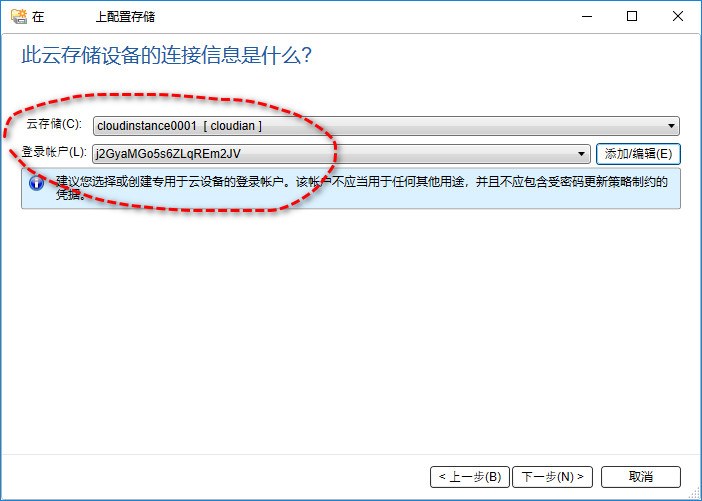 在 上配置存储
此云存储设备的连接信息是什么?
云存储(C): cloudinstance0001 [ cloudian ]
登录帐户(L): j2GyaMGo5s6ZLqREm2JV 添加/编辑(E)
建议您选择或创建专用于云设备的登录帐户。该帐户不应当用于任何其他用途，并且不应包含受密码更新策略制约的
凭据。
< 上一步(B) 下一步(N) > 取消